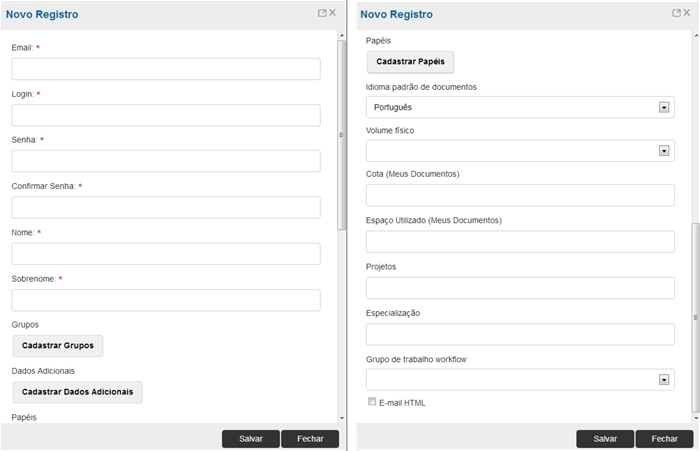 Novo Registro
Email: *
Login: *
Senha: *
Confirmar Senha: *
Nome: *
Sobrenome: *
Grupos
Cadastrar Grupos
Dados Adicionais
Cadastrar Dados Adicionais
Papéis
Salvar Fechar
Novo Registro
Papéis
Cadastrar Papéis
Idioma padrão de documentos
Português
Volume físico
Cota (Meus Documentos)
Espaço Utilizado (Meus Documentos)
Projetos
Especialização
Grupo de trabalho workflow
E-mail HTML
Salvar Fechar